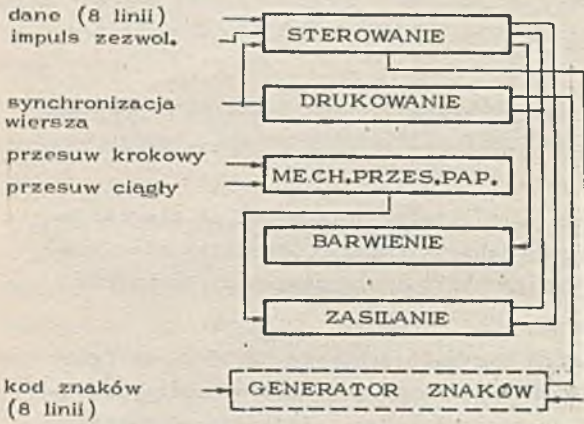 dane (8 linii)
impuls zezwol.
STEROWANIE
synchronizacja
wiersza
DRUKOWANIE
przesuw krokowy
przesuw ciągły
MECH.PRZES.PAP.
BARWIENIE
ZASILANIE
kod znaków
(8 linii)
GENERATOR ZNAKÓW